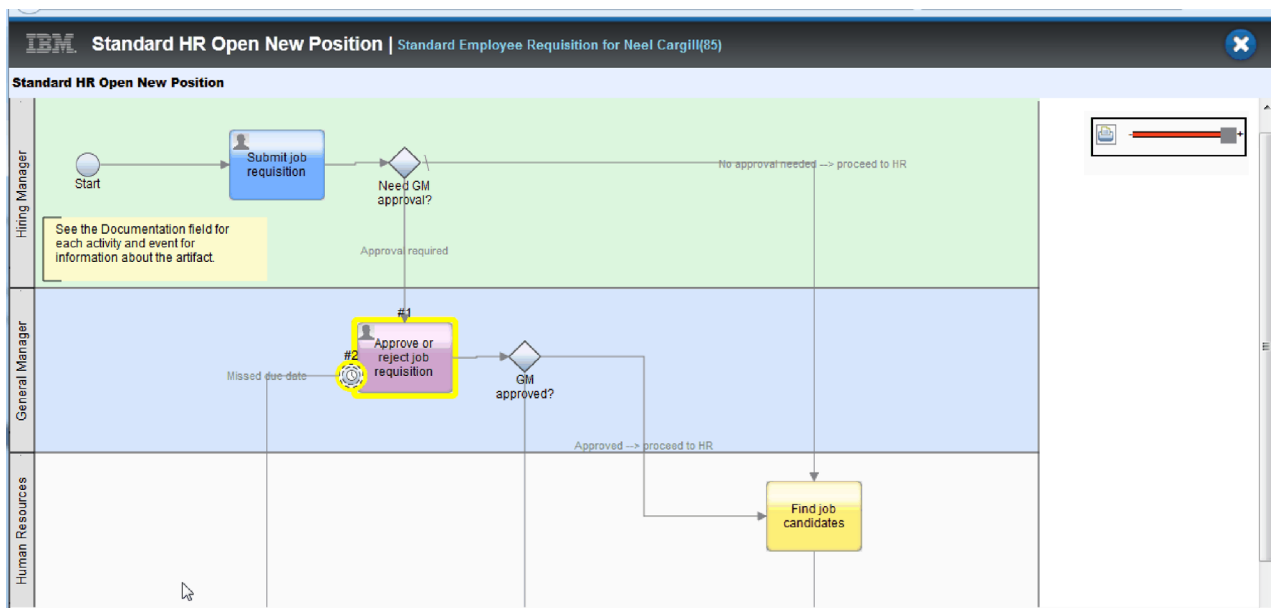 IBM Standard HR Open New Position | Standard Employee Requisition for Neel Cargill(85)
Standard HR Open New Position
Hiring Manager
Start
Submit job
requisition
Need GM
approval?
No approval needed --> proceed to HR
See the Documentation field for
each activity and event for
information about the artifact.
Approval required
General Manager
#1
Approve or
reject job
requisition
#2
Missed due date
GM
approved?
Approved --> proceed to HR
Human Resources
Find job
candidates
- +